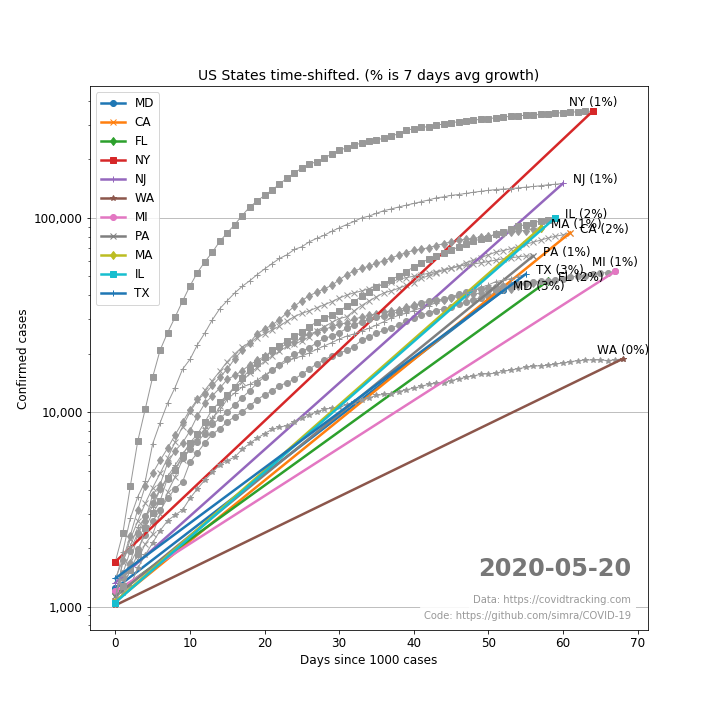 US States time-shifted. (% is 7 days avg growth)
MD
CA
FL
NY
NJ
WA
MI
PA
MA
IL
TX
NY (1%)
NJ (1%)
IL (2%)
MA (1%)
CA (2%)
PA (1%)
MI (1%)
TX (3%)
FL (2%)
MD (3%)
WA (0%)
100,000
10,000
1,000
Confirmed cases
2020-05-20
Data: https://covidtracking.com
Code: https://github.com/simra/COVID-19
0 10 20 30 40 50 60 70
Days since 1000 cases